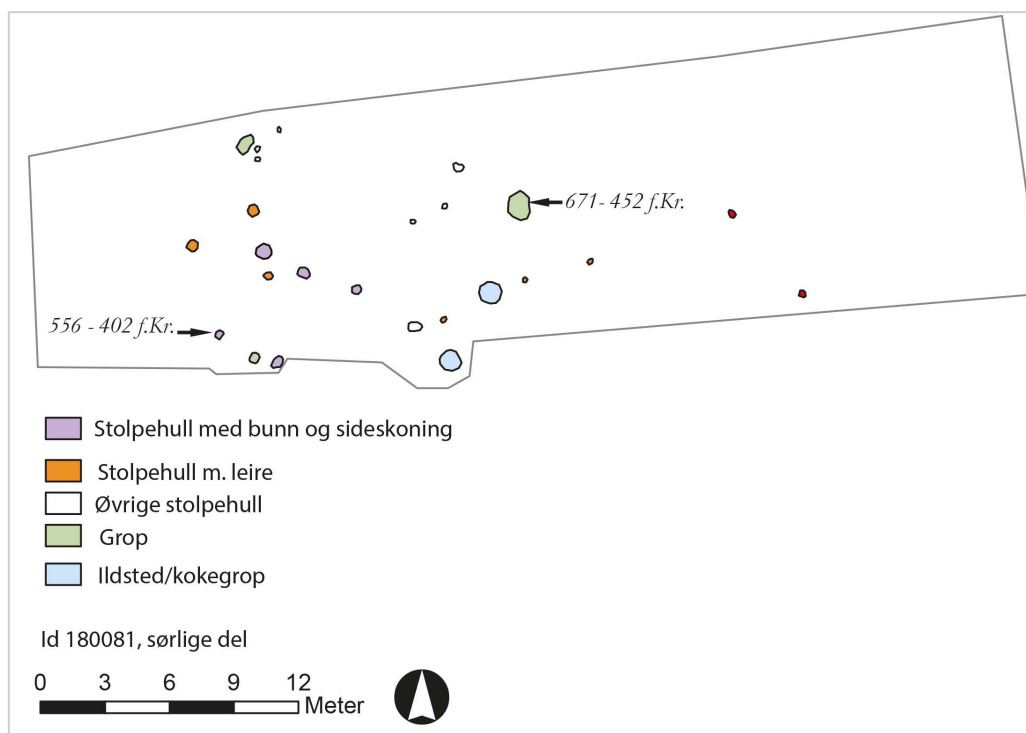 671- 452 f.Kr.
556 - 402 f.Kr.
Stolpehull med bunn og sideskoning
Stolpehull m. leire
Øvrige stolpehull
Grop
Ildsted/kokegrop
Id 180081, sørlige del
0 3 6 9 12
Meter